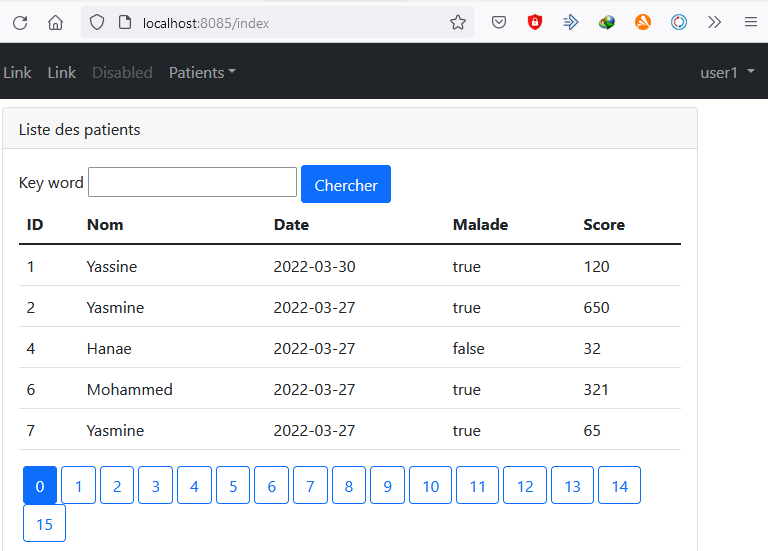 localhost:8085/index
Link Link Disabled Patients user1
Liste des patients
Key word Chercher
ID Nom Date Malade Score
1 Yassine 2022-03-30 true 120
2 Yasmine 2022-03-27 true 650
4 Hanae 2022-03-27 false 32
6 Mohammed 2022-03-27 true 321
7 Yasmine 2022-03-27 true 65
0 1 2 3 4 5 6 7 8 9 10 11 12 13 14
15